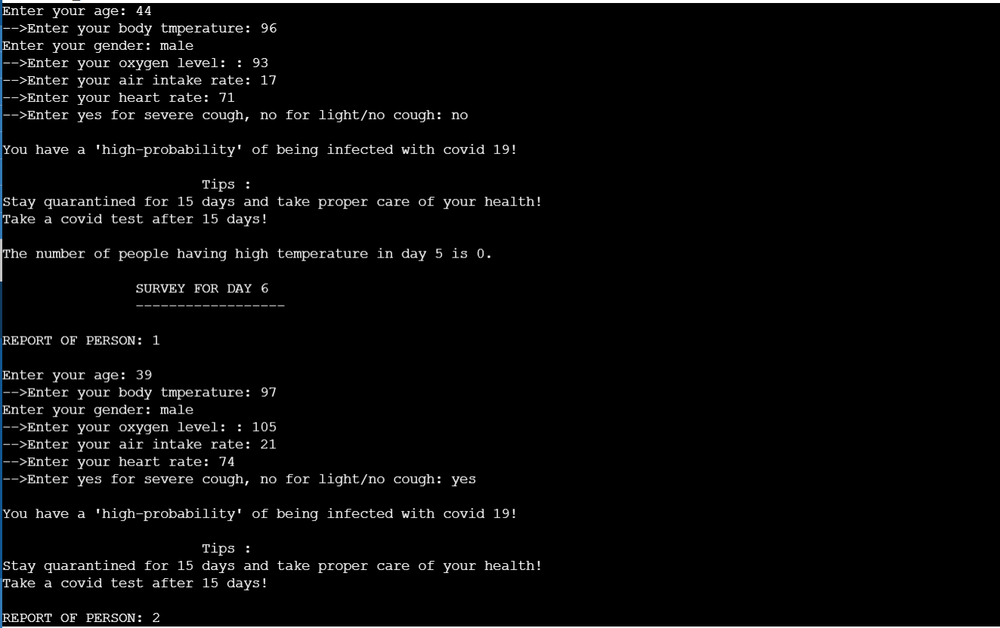 Enter your age: 44
-->Enter your body tmperature: 96
Enter your gender: male
-->Enter your oxygen level: : 93
-->Enter your air intake rate: 17
-->Enter your heart rate: 71
-->Enter yes for severe cough, no for light/no cough: no
You have a 'high-probability' of being infected with covid 19!
Tips :
Stay quarantined for 15 days and take proper care of your health!
Take a covid test after 15 days!
The number of people having high temperature in day 5 is 0.
SURVEY FOR DAY 6
------------------
REPORT OF PERSON: 1
Enter your age: 39
-->Enter your body tmperature: 97
Enter your gender: male
-->Enter your oxygen level: : 105
-->Enter your air intake rate: 21
-->Enter your heart rate: 74
-->Enter yes for severe cough, no for light/no cough: yes
You have a 'high-probability' of being infected with covid 19!
Tips :
Stay quarantined for 15 days and take proper care of your health!
Take a covid test after 15 days!
REPORT OF PERSON: 2